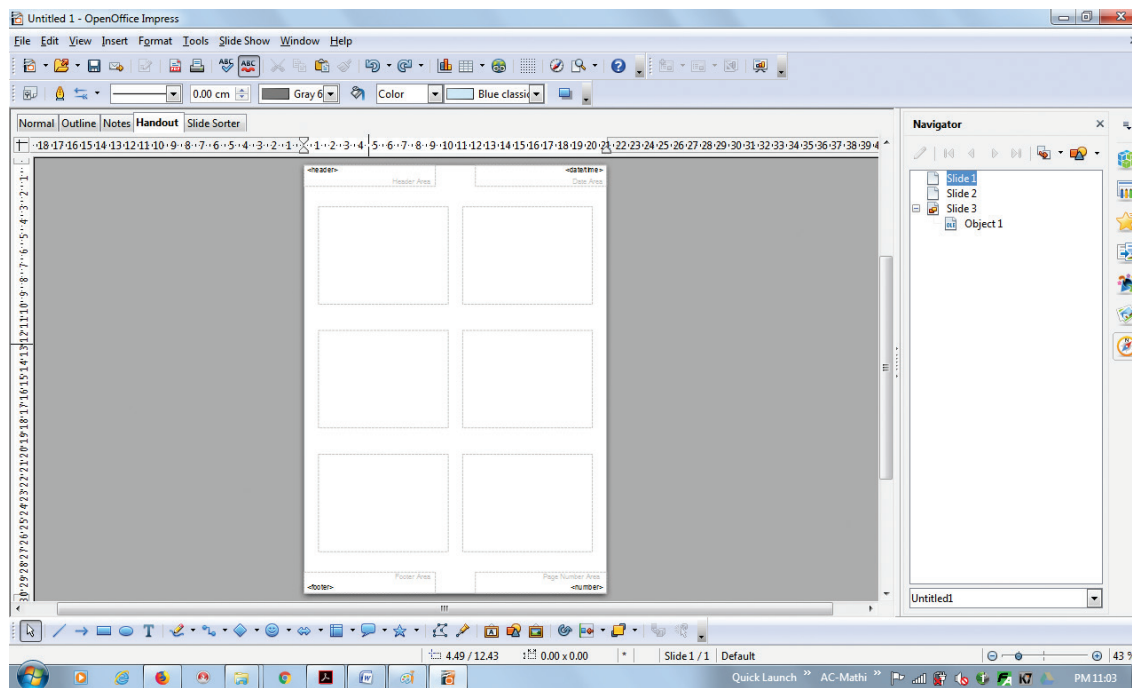 Untitled 1 - OpenOffice Impress
File Edit View Insert Format Tools Slide Show Window Help
0.00 cm Gray 6 Color Blue classic
Normal Outline Notes Handout Slide Sorter
Navigator
<header>
Header Area
<date/time>
Date Area
Slide 1
Slide 2
Slide 3
Object 1
Footer Area
<footer>
Page Number Area
<number>
Untitled1
4.49 / 12.43 0.00 x 0.00 * Slide 1 / 1 Default 43 %
Quick Launch » AC-Mathi » PM 11:03